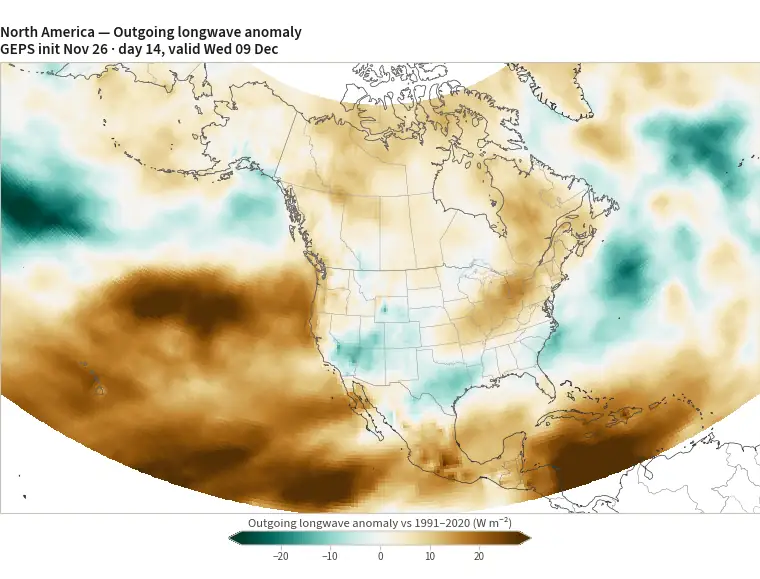 North America — Outgoing longwave anomaly
GEPS init Nov 26 · day 14, valid Wed 09 Dec
Outgoing longwave anomaly vs 1991–2020 (W m⁻²)
−20 −10 0 10 20